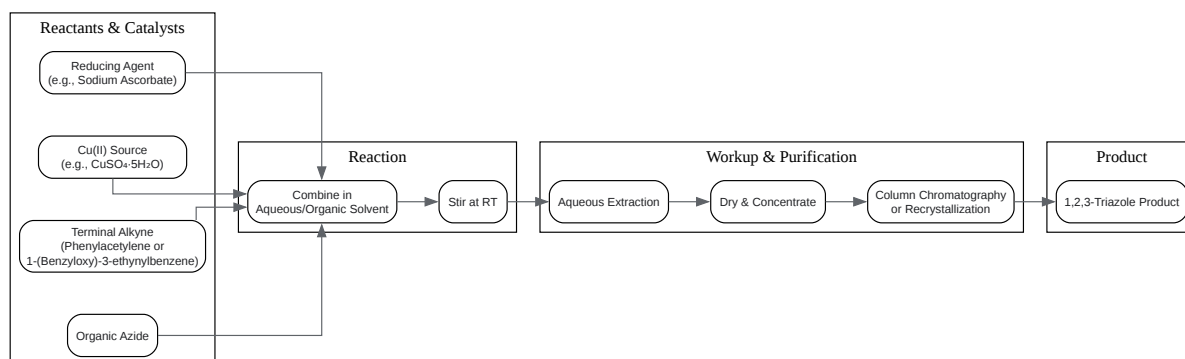 Reactants & Catalysts
Reducing Agent
(e.g., Sodium Ascorbate)
Cu(II) Source
(e.g., CuSO₄·5H₂O)
Terminal Alkyne
(Phenylacetylene or
1-(Benzyloxy)-3-ethynylbenzene)
Organic Azide
Reaction
Combine in
Aqueous/Organic Solvent
Stir at RT
Workup & Purification
Aqueous Extraction
Dry & Concentrate
Column Chromatography
or Recrystallization
Product
1,2,3-Triazole Product